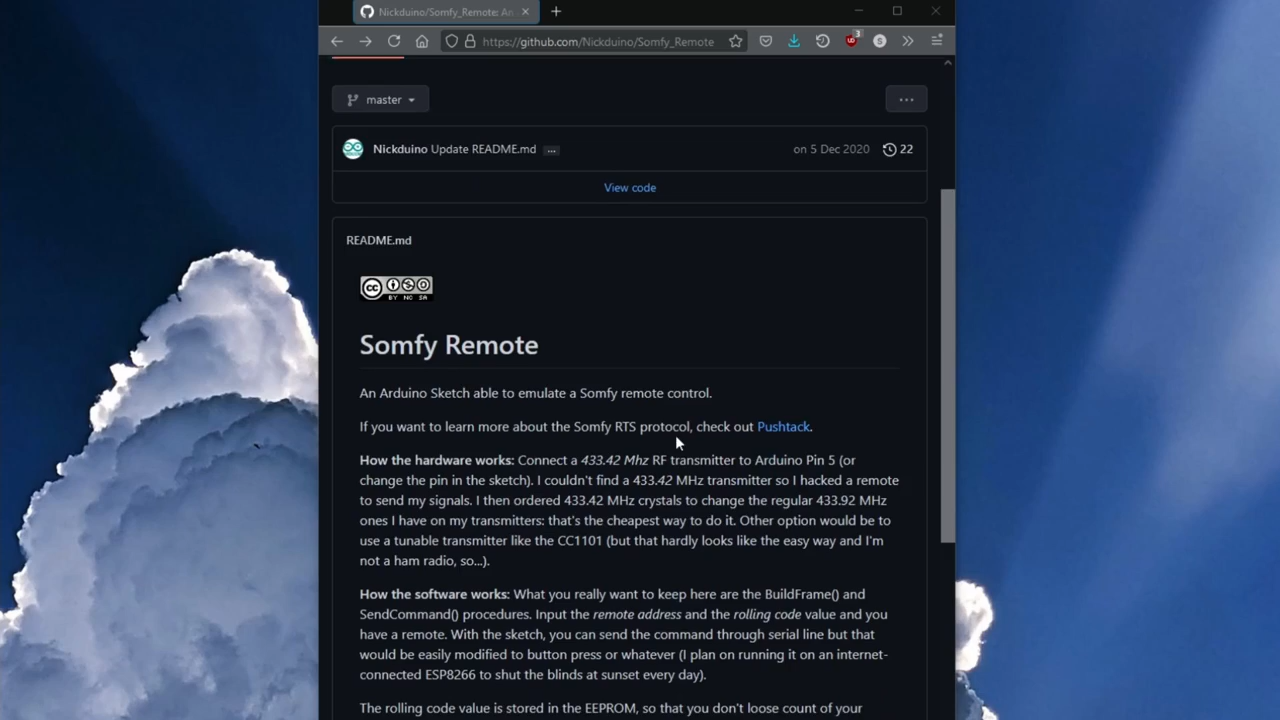 Nickduino/Somfy_Remote: An
https://github.com/Nickduino/Somfy_Remote
3
S
master
Nickduino Update README.md ...
on 5 Dec 2020 22
View code
README.md
cc
BY NC SA
Somfy Remote
An Arduino Sketch able to emulate a Somfy remote control.
If you want to learn more about the Somfy RTS protocol, check out Pushtack.
How the hardware works: Connect a 433.42 Mhz RF transmitter to Arduino Pin 5 (or
change the pin in the sketch). I couldn't find a 433.42 MHz transmitter so I hacked a remote
to send my signals. I then ordered 433.42 MHz crystals to change the regular 433.92 MHz
ones I have on my transmitters: that's the cheapest way to do it. Other option would be to
use a tunable transmitter like the CC1101 (but that hardly looks like the easy way and I'm
not a ham radio, so...).
How the software works: What you really want to keep here are the BuildFrame() and
SendCommand() procedures. Input the remote address and the rolling code value and you
have a remote. With the sketch, you can send the command through serial line but that
would be easily modified to button press or whatever (I plan on running it on an internet-
connected ESP8266 to shut the blinds at sunset every day).
The rolling code value is stored in the EEPROM, so that you don't loose count of your